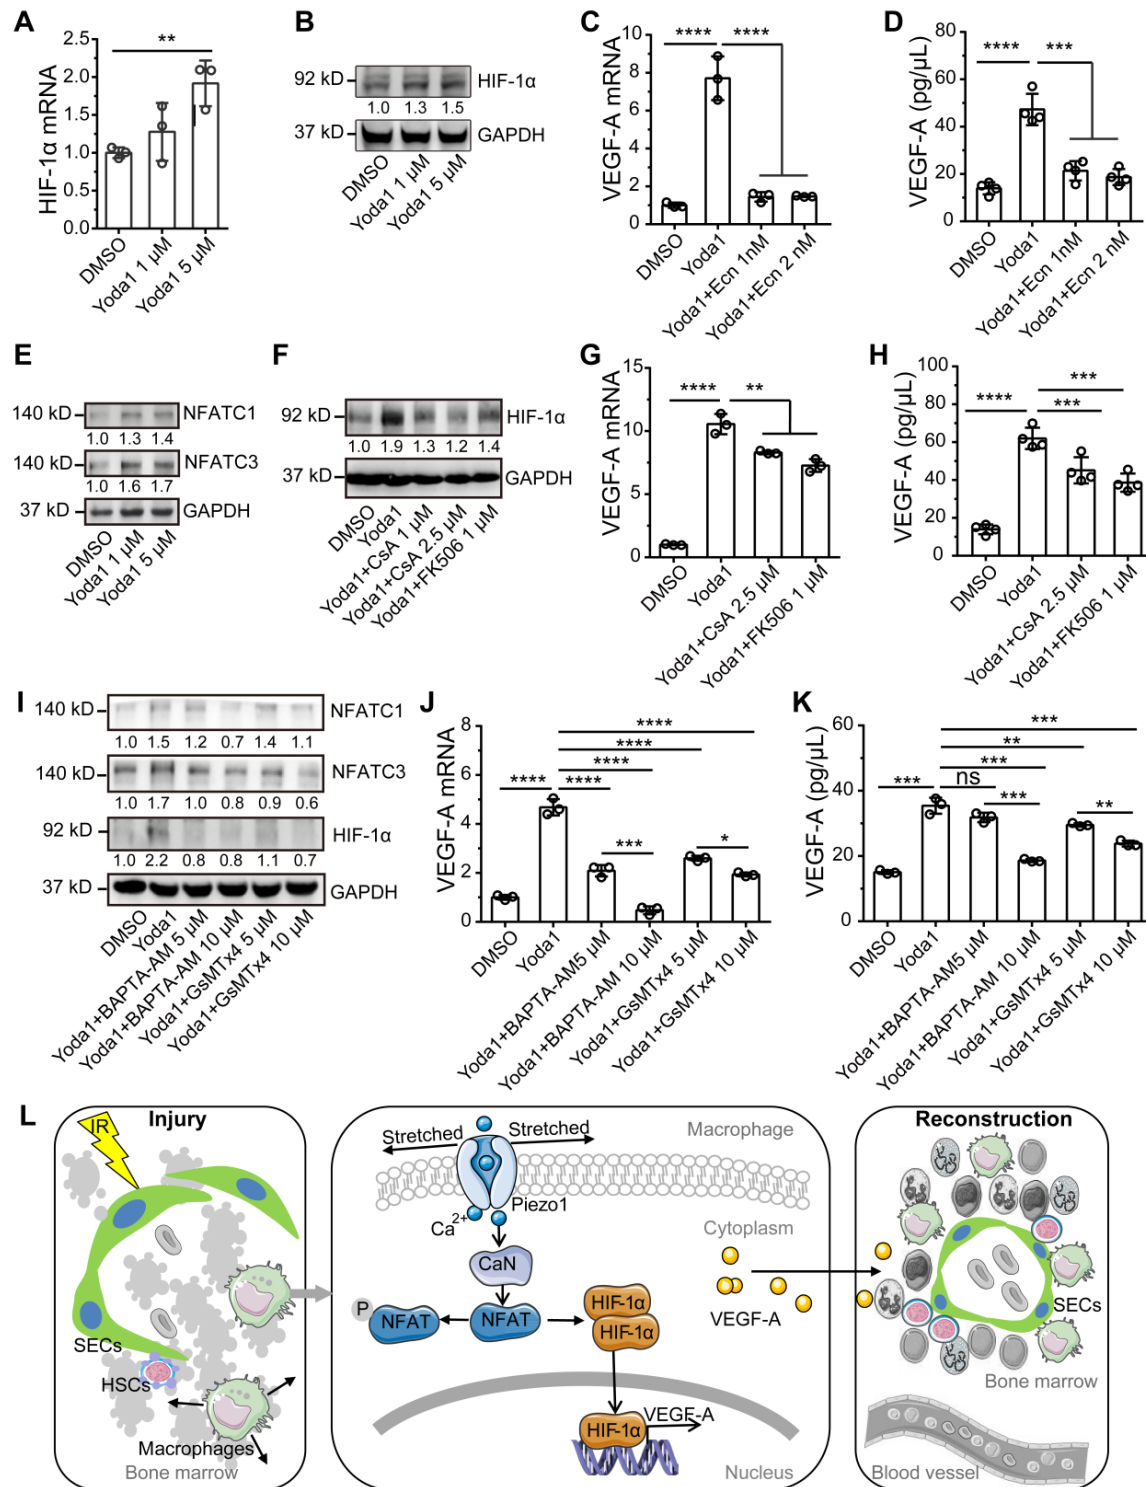 A
HIF-1α mRNA
2.5
2.0
1.5
1.0
0.5
0.0
**
DMSO
Yoda1 1 µM
Yoda1 5 µM
B
92 kD
HIF-1α
1.0 1.3 1.5
37 kD
GAPDH
DMSO
Yoda1 1 µM
Yoda1 5 µM
C
VEGF-A mRNA
10
8
6
4
2
0
**** ****
DMSO
Yoda1
Yoda1+Ecn 1nM
Yoda1+Ecn 2 nM
D
VEGF-A (pg/µL)
80
60
40
20
0
**** ***
DMSO
Yoda1
Yoda1+Ecn 1nM
Yoda1+Ecn 2 nM
E
140 kD
NFATC1
1.0 1.3 1.4
140 kD
NFATC3
1.0 1.6 1.7
37 kD
GAPDH
DMSO
Yoda1 1 µM
Yoda1 5 µM
F
92 kD
HIF-1α
1.0 1.9 1.3 1.2 1.4
37 kD
GAPDH
DMSO
Yoda1
Yoda1+CsA 1 µM
Yoda1+CsA 2.5 µM
Yoda1+FK506 1 µM
G
VEGF-A mRNA
15
10
5
0
**** **
DMSO
Yoda1
Yoda1+CsA 2.5 µM
Yoda1+FK506 1 µM
H
VEGF-A (pg/µL)
100
80
60
40
20
0
***
**** ***
DMSO
Yoda1
Yoda1+CsA 2.5 µM
Yoda1+FK506 1 µM
I
140 kD
NFATC1
1.0 1.5 1.2 0.7 1.4 1.1
140 kD
NFATC3
1.0 1.7 1.0 0.8 0.9 0.6
92 kD
HIF-1α
1.0 2.2 0.8 0.8 1.1 0.7
37 kD
GAPDH
DMSO
Yoda1
Yoda1+BAPTA-AM 5 µM
Yoda1+BAPTA-AM 10 µM
Yoda1+GsMTx4 5 µM
Yoda1+GsMTx4 10 µM
J
VEGF-A mRNA
8
6
4
2
0
****
****
****
**** ****
***
*
DMSO
Yoda1
Yoda1+BAPTA-AM5 µM
Yoda1+BAPTA-AM 10 µM
Yoda1+GsMTx4 5 µM
Yoda1+GsMTx4 10 µM
K
VEGF-A (pg/µL)
60
40
20
0
***
**
***
*** ns
***
**
DMSO
Yoda1
Yoda1+BAPTA-AM5 µM
Yoda1+BAPTA-AM 10 µM
Yoda1+GsMTx4 5 µM
Yoda1+GsMTx4 10 µM
L
Injury
IR
SECs
HSCs
Macrophages
Bone marrow
Stretched
Stretched
Macrophage
Piezo1
Ca2+
Cytoplasm
CaN
P
NFAT
NFAT
HIF-1α
HIF-1α
VEGF-A
HIF-1α
VEGF-A
Nucleus
Reconstruction
SECs
Bone marrow
Blood vessel